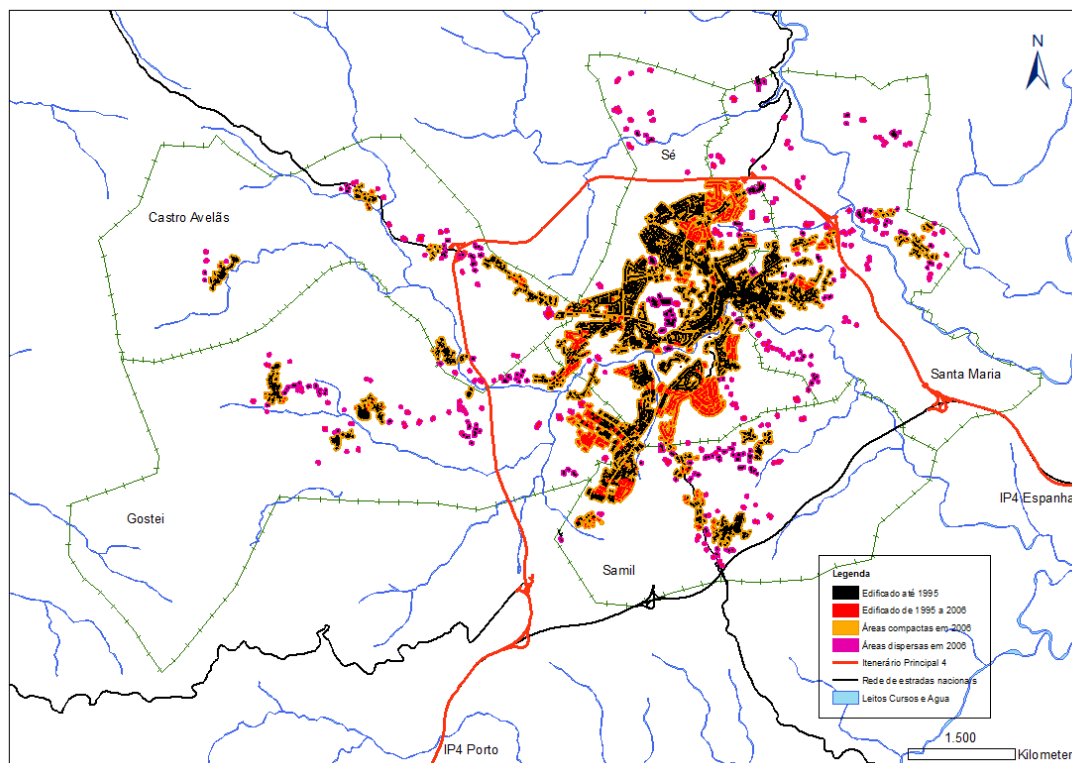 N
Sé
Castro Avelãs
Santa Maria
IP4 Espanha
Gostei
Samil
Legenda
Edificado até 1995
Edificado de 1996 a 2006
Áreas compactas em 2006
Áreas dispersas em 2006
Itenerário Principal 4
Rede de estradas nacionais
Leitos Cursos e Agua
IP4 Porto
1.500
Kilometer